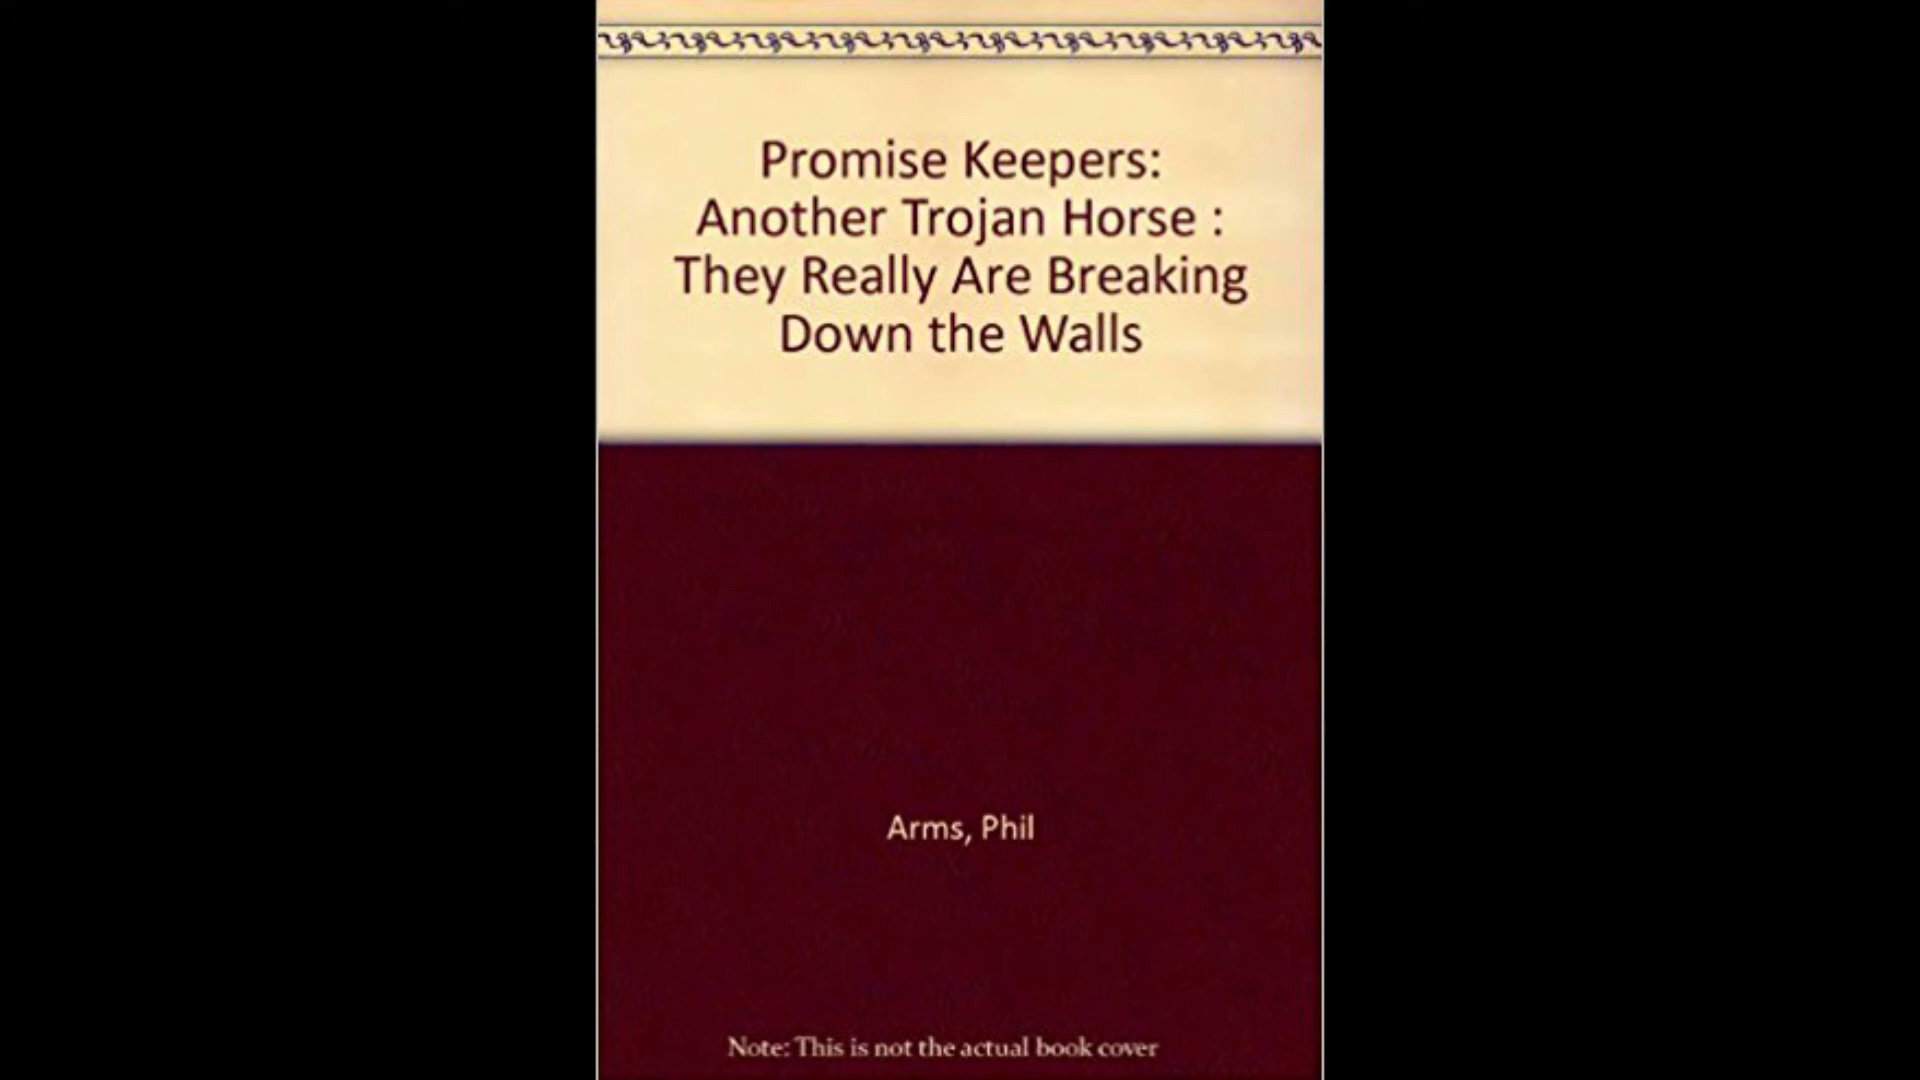 Promise Keepers:
Another Trojan Horse :
They Really Are Breaking
Down the Walls
Arms, Phil
Note: This is not the actual book cover